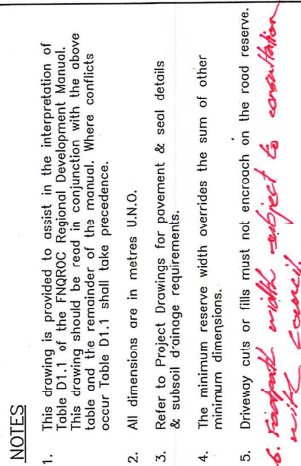 NOTES
1. This drawing is provided to assist in the interpretation of
Table D1.1 of the FNQROC Regional Development Manual.
This drawing should be read in conjunction with the above
table and the remainder of the manual. Where conflicts
occur Table D1.1 shall take precedence.
2. All dimensions are in metres U.N.O.
3. Refer to Project Drawings for pavement & seal details
& subsoil drainage requirements.
4. The minimum reserve width overrides the sum of other
minimum dimensions.
5. Driveway cuts or fills must not encroach on the road reserve.
6. Footpath width subject to consultation
with council.